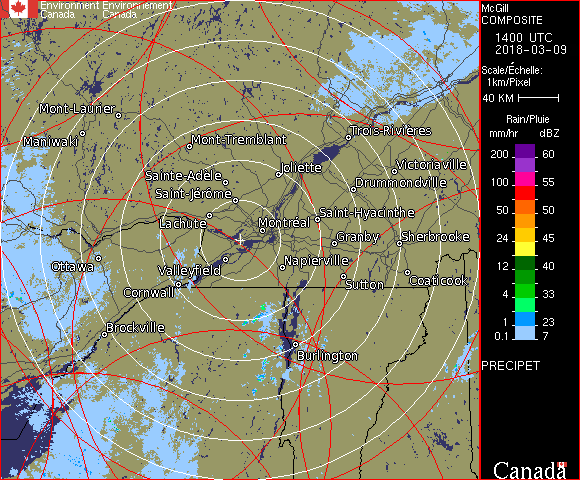 Environment Environnement
Canada Canada
McGill
COMPOSITE
1400 UTC
2018-03-09
Scale/Échelle:
1km/Pixel
40 KM
Rain/Pluie
mm/hr dBZ
200 60
55
100 55
50 50
24 45
12 40
4 33
1 23
0.1 7
PRECIPET
Canada
Mont-Laurier
Maniwaki
Mont-Tremblant
Trois-Rivières
Sainte-Adèle
Joliette
Victoriaville
Saint-Jérôme
Drummondville
Lachute
Montréal
Saint-Hyacinthe
Granby
Sherbrooke
Ottawa
Valleyfield
Napierville
Cornwall
Sutton
Coaticook
Brockville
Burlington